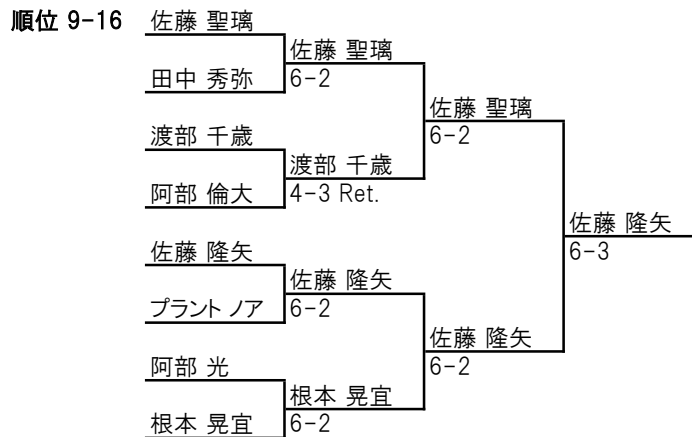 順位 9-16
佐藤 聖璃
佐藤 聖璃
田中 秀弥
6-2
佐藤 聖璃
渡部 千歳
6-2
渡部 千歳
阿部 倫大
4-3 Ret.
佐藤 隆矢
佐藤 隆矢
6-3
佐藤 隆矢
プラント ノア
6-2
佐藤 隆矢
阿部 光
6-2
根本 晃宜
根本 晃宜
6-2